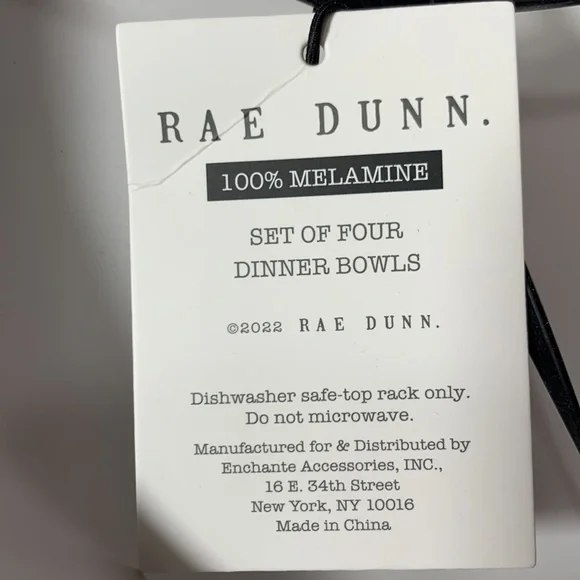 RAE DUNN.
100% MELAMINE
SET OF FOUR
DINNER BOWLS
©2022 RAE DUNN.
Dishwasher safe-top rack only.
Do not microwave.
Manufactured for & Distributed by
Enchante Accessories, INC.,
16 E. 34th Street
New York, NY 10016
Made in China